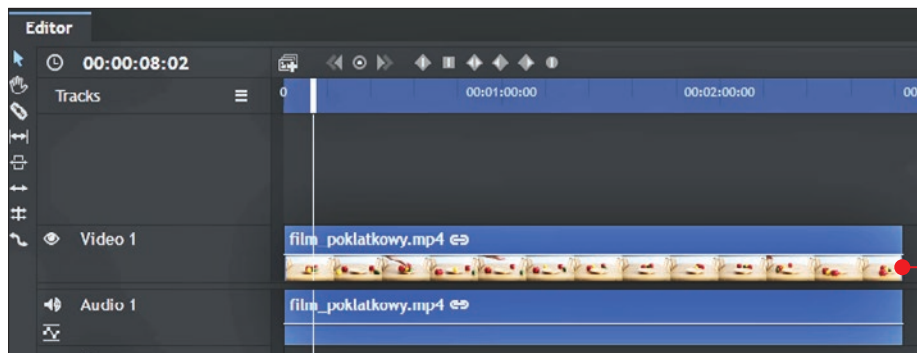 Editor
00:00:08:02
Tracks
0 00:01:00:00 00:02:00:00 00
Video 1 film_poklatkowy.mp4
Audio 1 film_poklatkowy.mp4